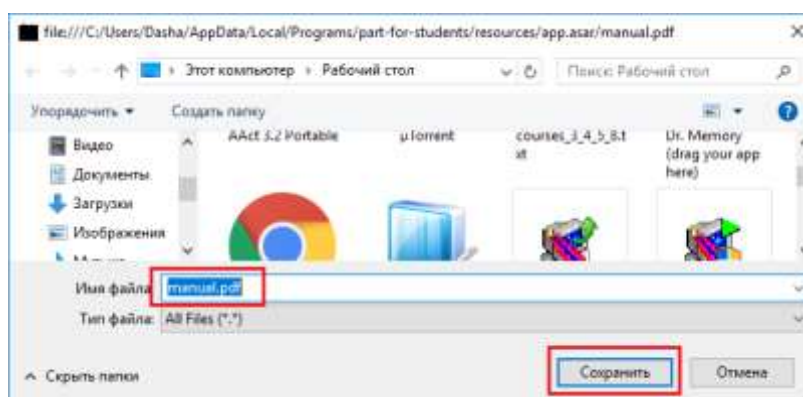 file:///C:/Users/Dasha/AppData/Local/Programs/part-for-students/resources/app.asar/manual.pdf
Этот компьютер › Рабочий стол
Поиск: Рабочий стол
Упорядочить
Создать папку
Видео
Документы
Загрузки
Изображения
AAct 3.2 Portable
µTorrent
courses_3_4_5_8.t
xt
Dr. Memory
(drag your app
here)
Имя файла
manual.pdf
Тип файла: All Files (*.*)
Скрыть папки
Сохранить
Отмена